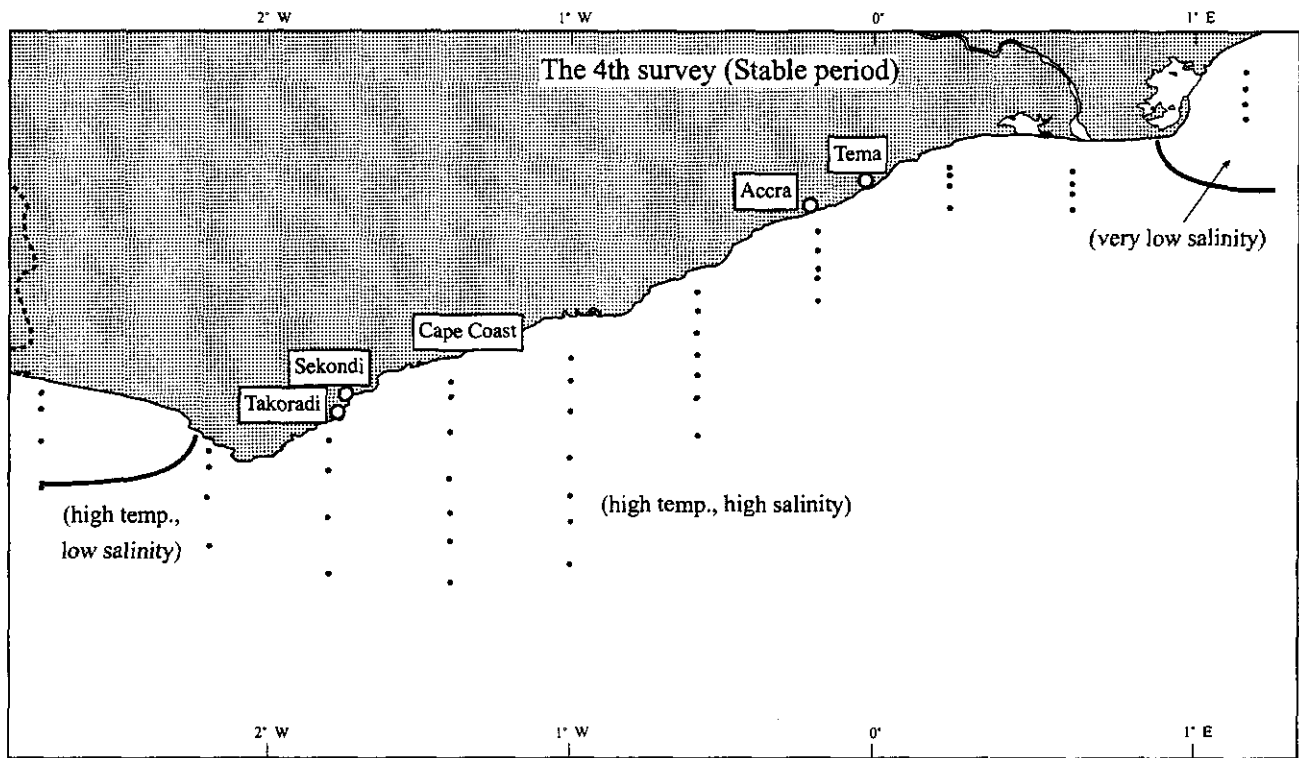 2° W
1° W
0°
1° E
The 4th survey (Stable period)
Tema
Accra
(very low salinity)
Cape Coast
Sekondi
Takoradi
(high temp.,
low salinity)
(high temp., high salinity)
2° W
1° W
0°
1° E